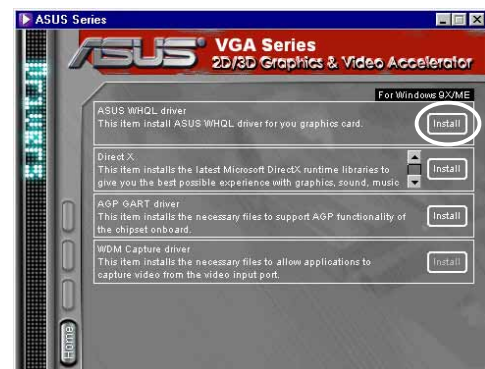 ASUS Series
ASUS VGA Series
2D/3D Graphics & Video Accelerator
For Windows 9X/ME
ASUS WHQL driver
This item install ASUS WHQL driver for you graphics card.
Install
Direct X
This item installs the latest Microsoft DirectX runtime libraries to
give you the best possible experience with graphics, sound, music
Install
AGP GART driver
This item installs the necessary files to support AGP functionality of
the chipset onboard.
Install
WDM Capture driver
This item installs the necessary files to allow applications to
capture video from the video input port.
Install
Home